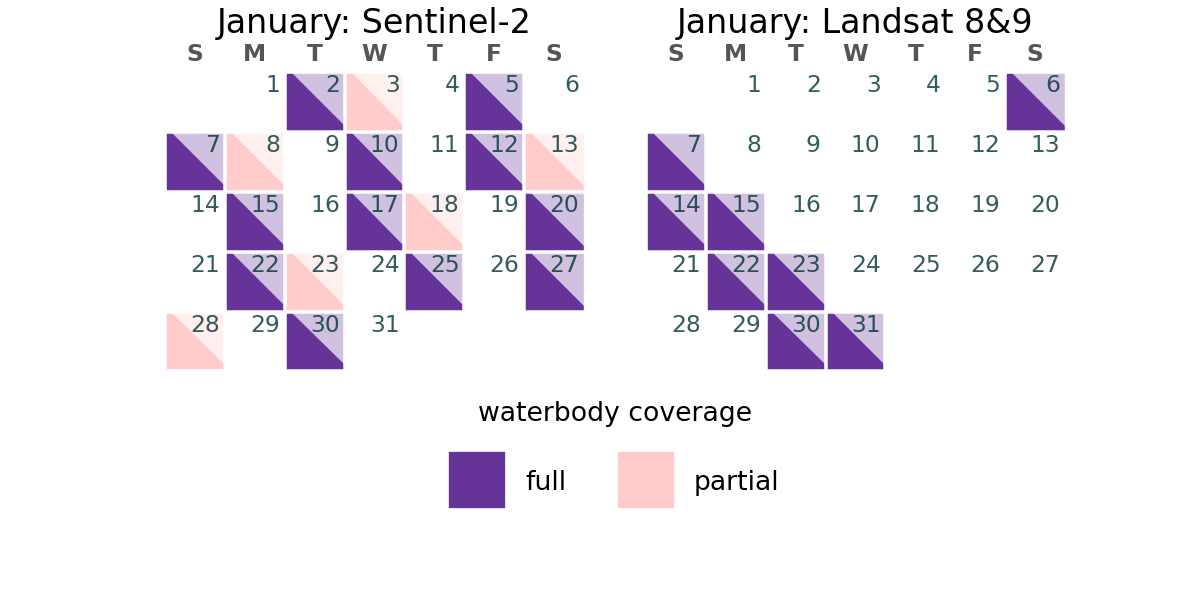 January: Sentinel-2
S M T W T F S
1 2 3 4 5 6
7 8 9 10 11 12 13
14 15 16 17 18 19 20
21 22 23 24 25 26 27
28 29 30 31
January: Landsat 8&9
S M T W T F S
1 2 3 4 5 6
7 8 9 10 11 12 13
14 15 16 17 18 19 20
21 22 23 24 25 26 27
28 29 30 31
waterbody coverage
full
partial